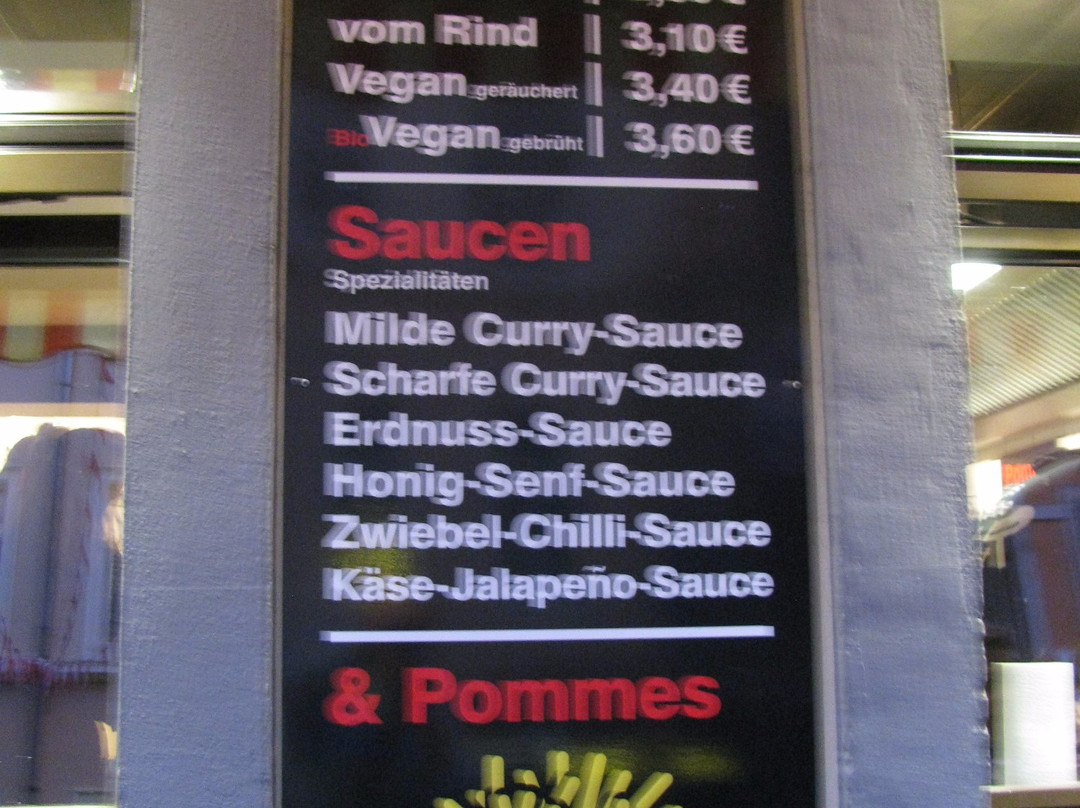 vom Rind | 3,10 €
Vegan geräuchert | 3,40 €
Bio Vegan gebrüht | 3,60 €
Saucen
Spezialitäten
Milde Curry-Sauce
Scharfe Curry-Sauce
Erdnuss-Sauce
Honig-Senf-Sauce
Zwiebel-Chilli-Sauce
Käse-Jalapeño-Sauce
& Pommes